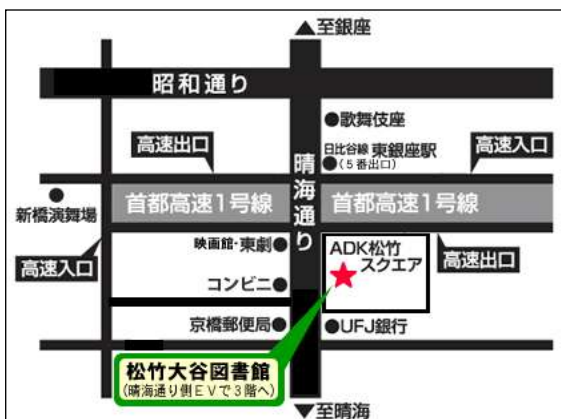 ▲至銀座
昭和通り
●歌舞伎座
高速出口
日比谷線 東銀座駅
●(5番出口)
高速入口
晴海通り
首都高速1号線
首都高速1号線
●
新橋演舞場
映画館・東劇●
ADK松竹
スクエア
高速入口
高速出口
コンビニ●
京橋郵便局●
●UFJ銀行
松竹大谷図書館
(晴海通り側EVで3階へ)
▼至晴海